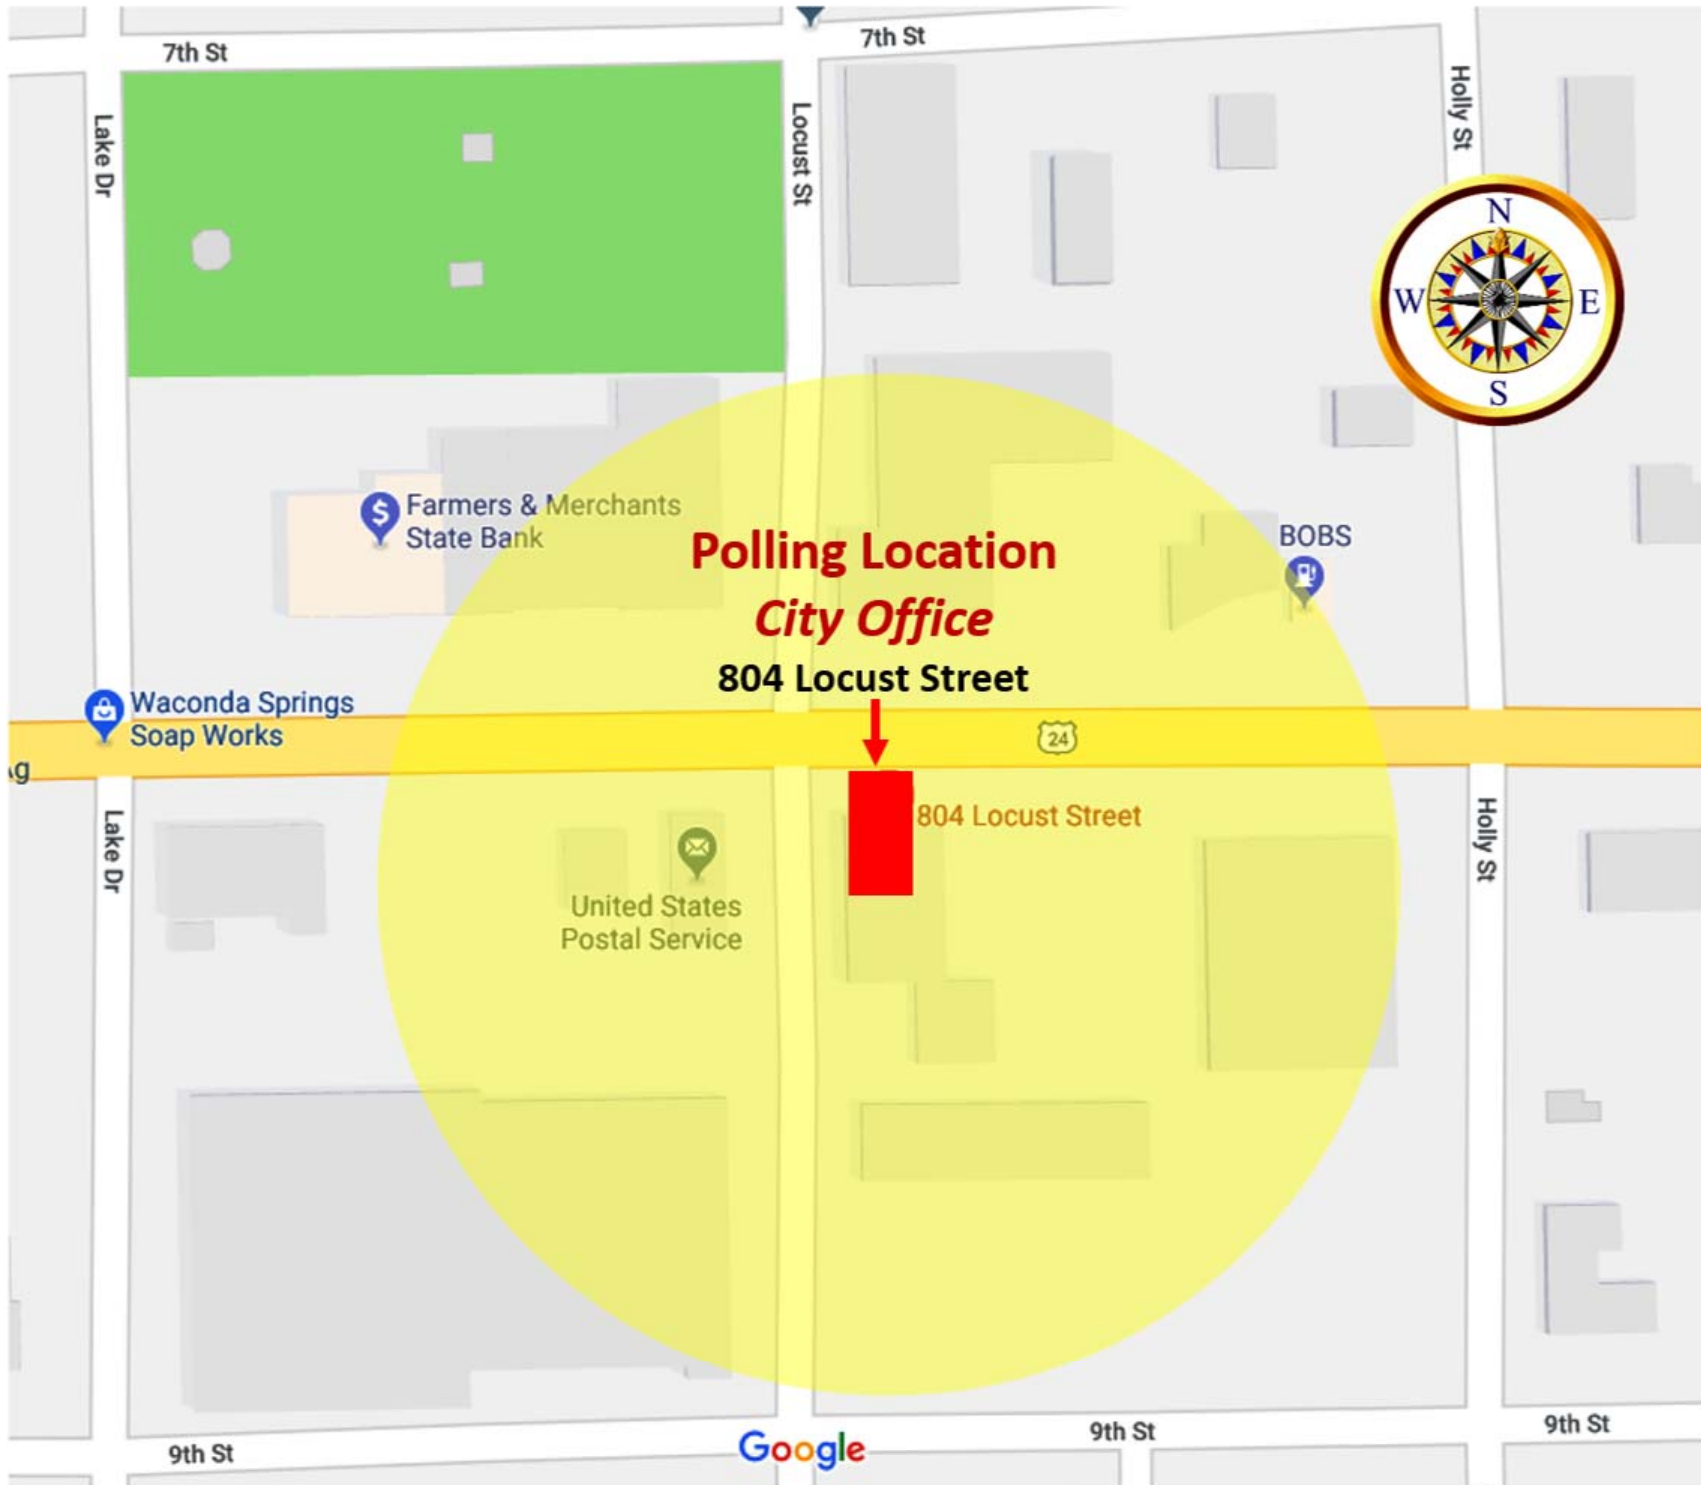 7th St
7th St
Lake Dr
Locust St
Holly St
N
W
E
S
Farmers & Merchants
State Bank
BOBS
Polling Location
City Office
804 Locust Street
Waconda Springs
Soap Works
24
804 Locust Street
Lake Dr
Holly St
United States
Postal Service
9th St
9th St
9th St
Google